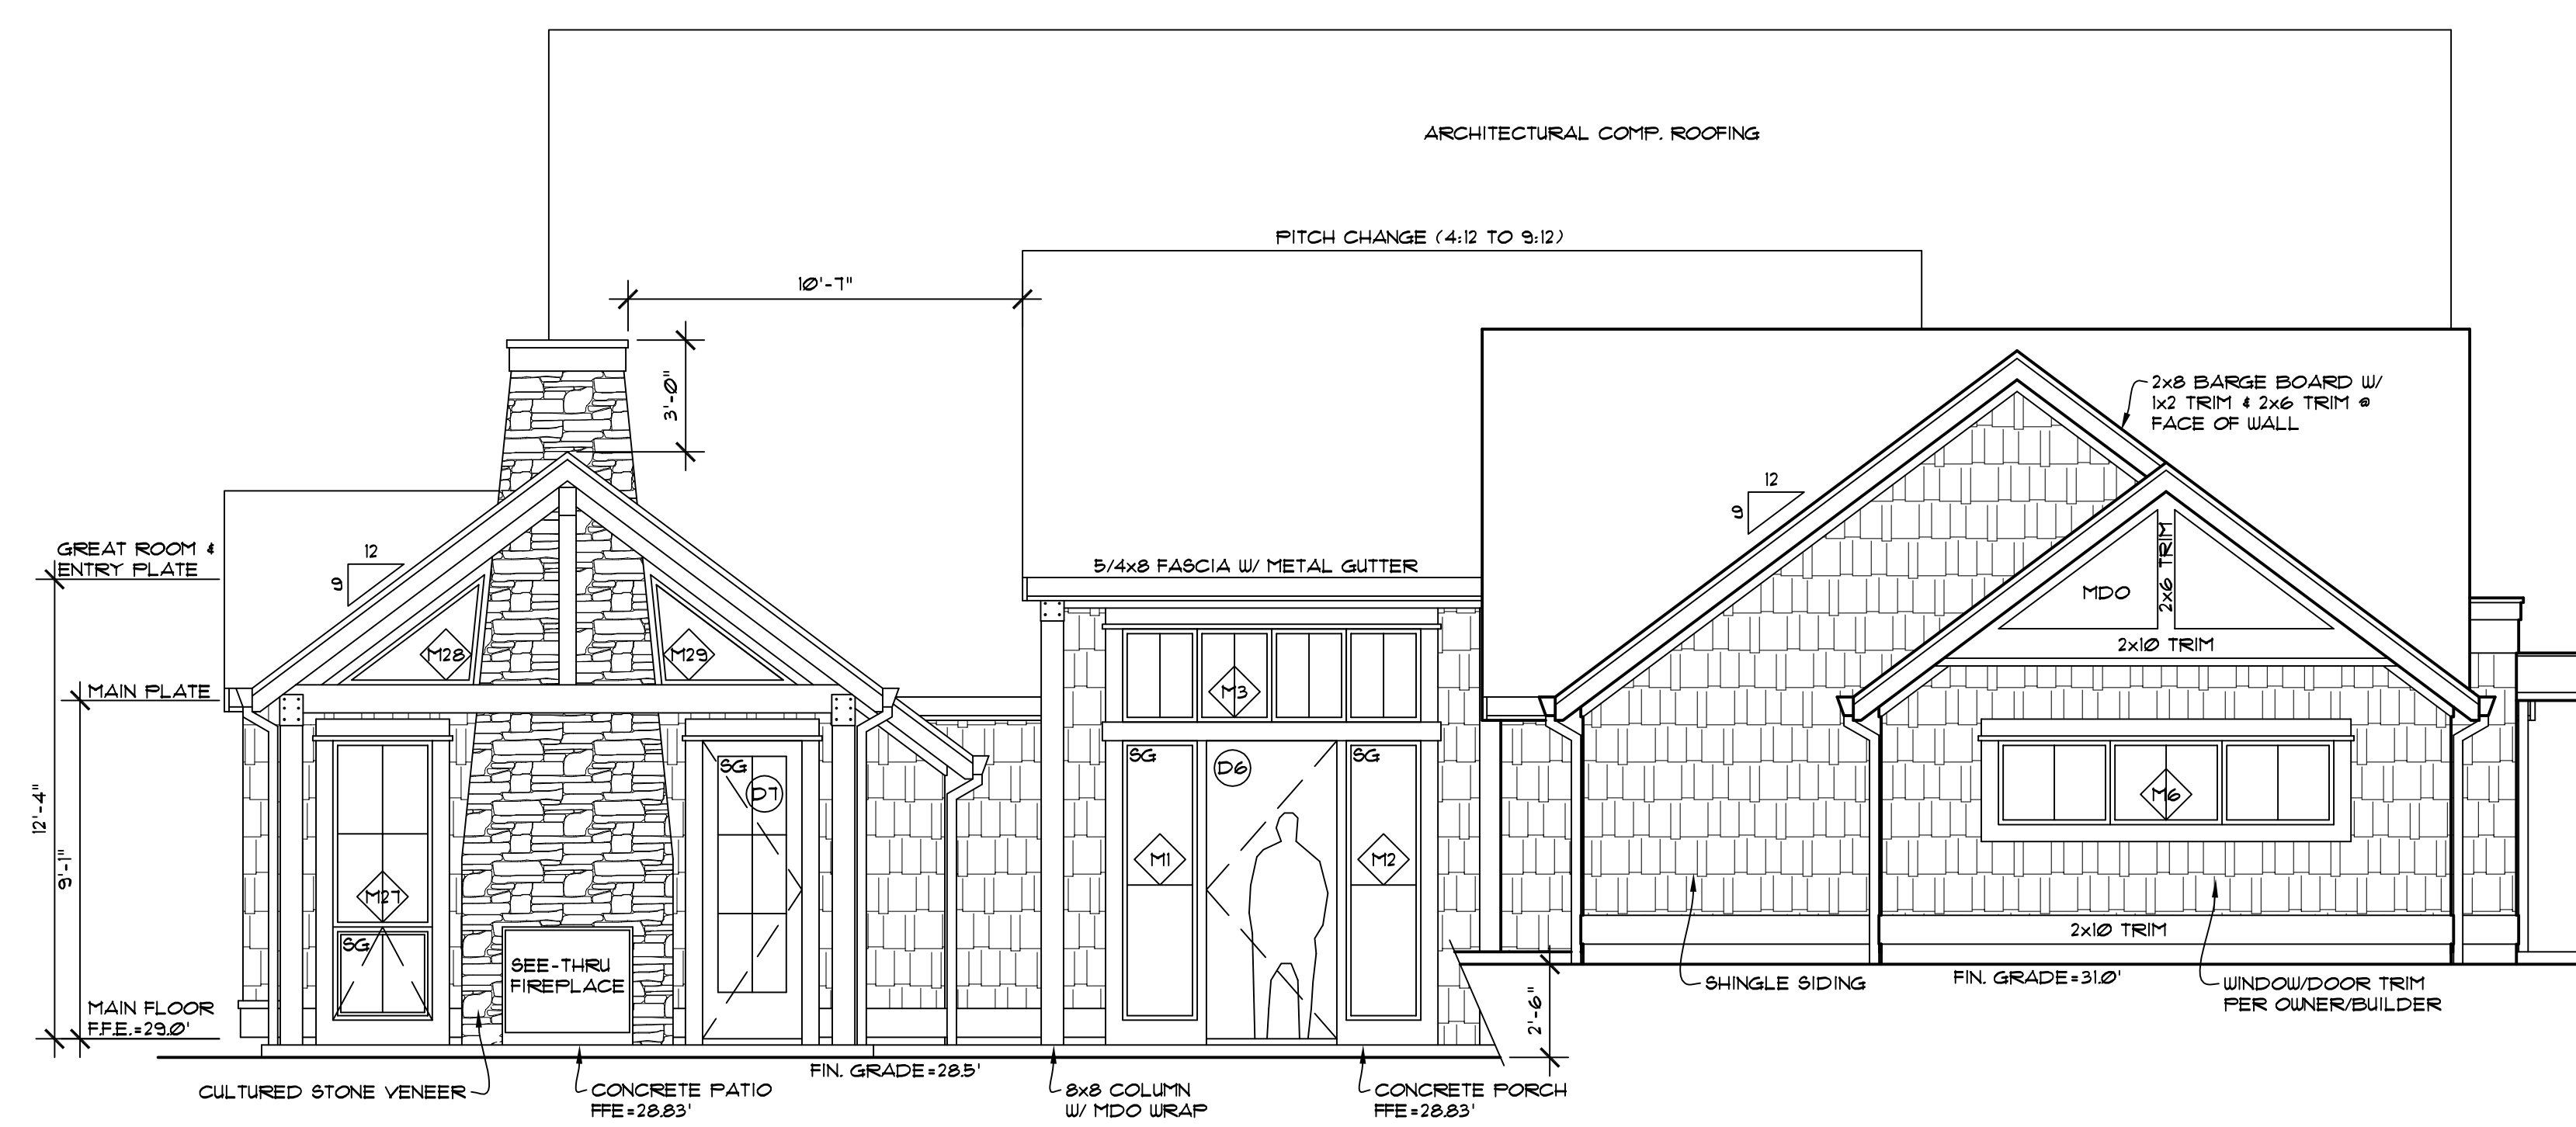 ARCHITECTURAL COMP. ROOFING
PITCH CHANGE (4:12 TO 9:12)
10'-7"
3'-0"
2x8 BARGE BOARD W/
1x2 TRIM & 2x6 TRIM @
FACE OF WALL
12
9
12
9
GREAT ROOM &
ENTRY PLATE
5/4x8 FASCIA W/ METAL GUTTER
MDO
2x6 TRIM
2x10 TRIM
M28
M29
M3
MAIN PLATE
SG
D7
SG
D6
SG
M6
12'-4"
9'-1"
M27
M1
M2
SG
SEE-THRU
FIREPLACE
2x10 TRIM
SHINGLE SIDING
FIN. GRADE=31.0'
WINDOW/DOOR TRIM
PER OWNER/BUILDER
MAIN FLOOR
F.F.E.=29.0'
2'-6"
FIN. GRADE=28.5'
CULTURED STONE VENEER
CONCRETE PATIO
FFE=28.83'
8x8 COLUMN
W/ MDO WRAP
CONCRETE PORCH
FFE=28.83'